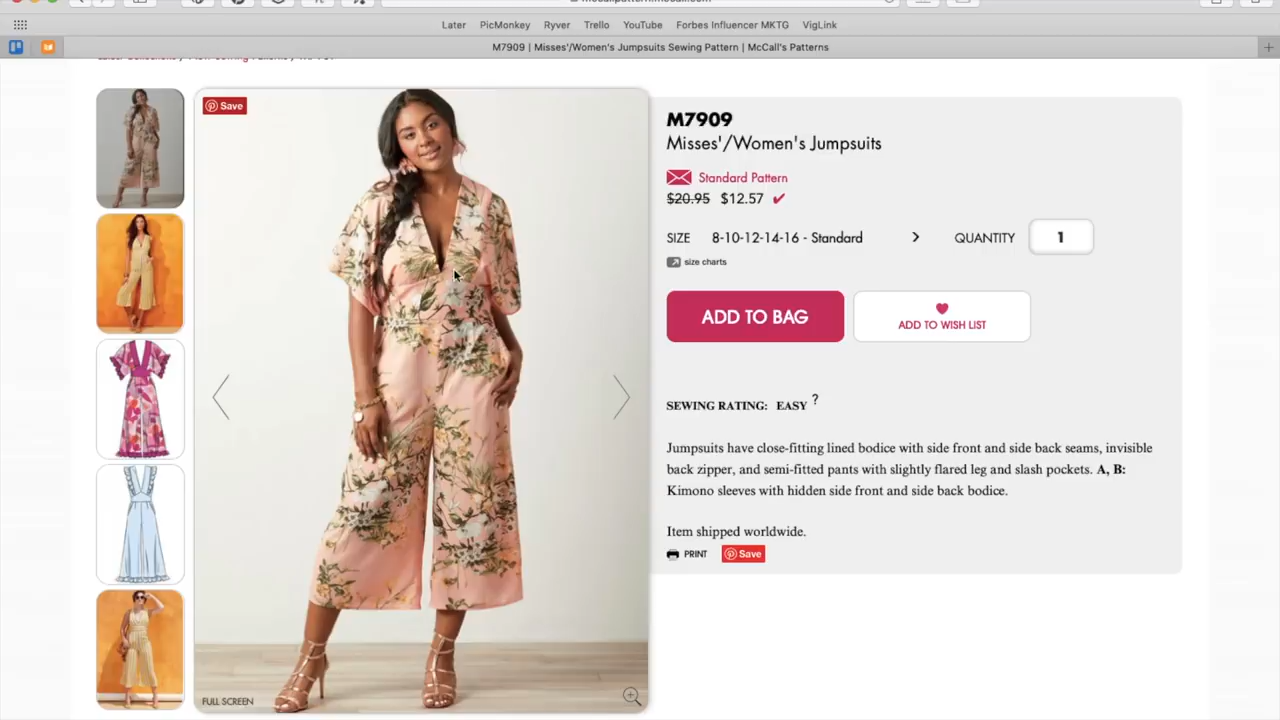 Later PicMonkey Ryver Trello YouTube Forbes Influencer MKTG VigLink
M7909 | Misses'/Women's Jumpsuits Sewing Pattern | McCall's Patterns
Save
M7909
Misses'/Women's Jumpsuits
Standard Pattern
$20.95 $12.57
SIZE 8-10-12-14-16 - Standard > QUANTITY 1
size charts
ADD TO BAG
ADD TO WISH LIST
SEWING RATING: EASY ?
Jumpsuits have close-fitting lined bodice with side front and side back seams, invisible
back zipper, and semi-fitted pants with slightly flared leg and slash pockets. A, B:
Kimono sleeves with hidden side front and side back bodice.
Item shipped worldwide.
PRINT Save
FULL SCREEN